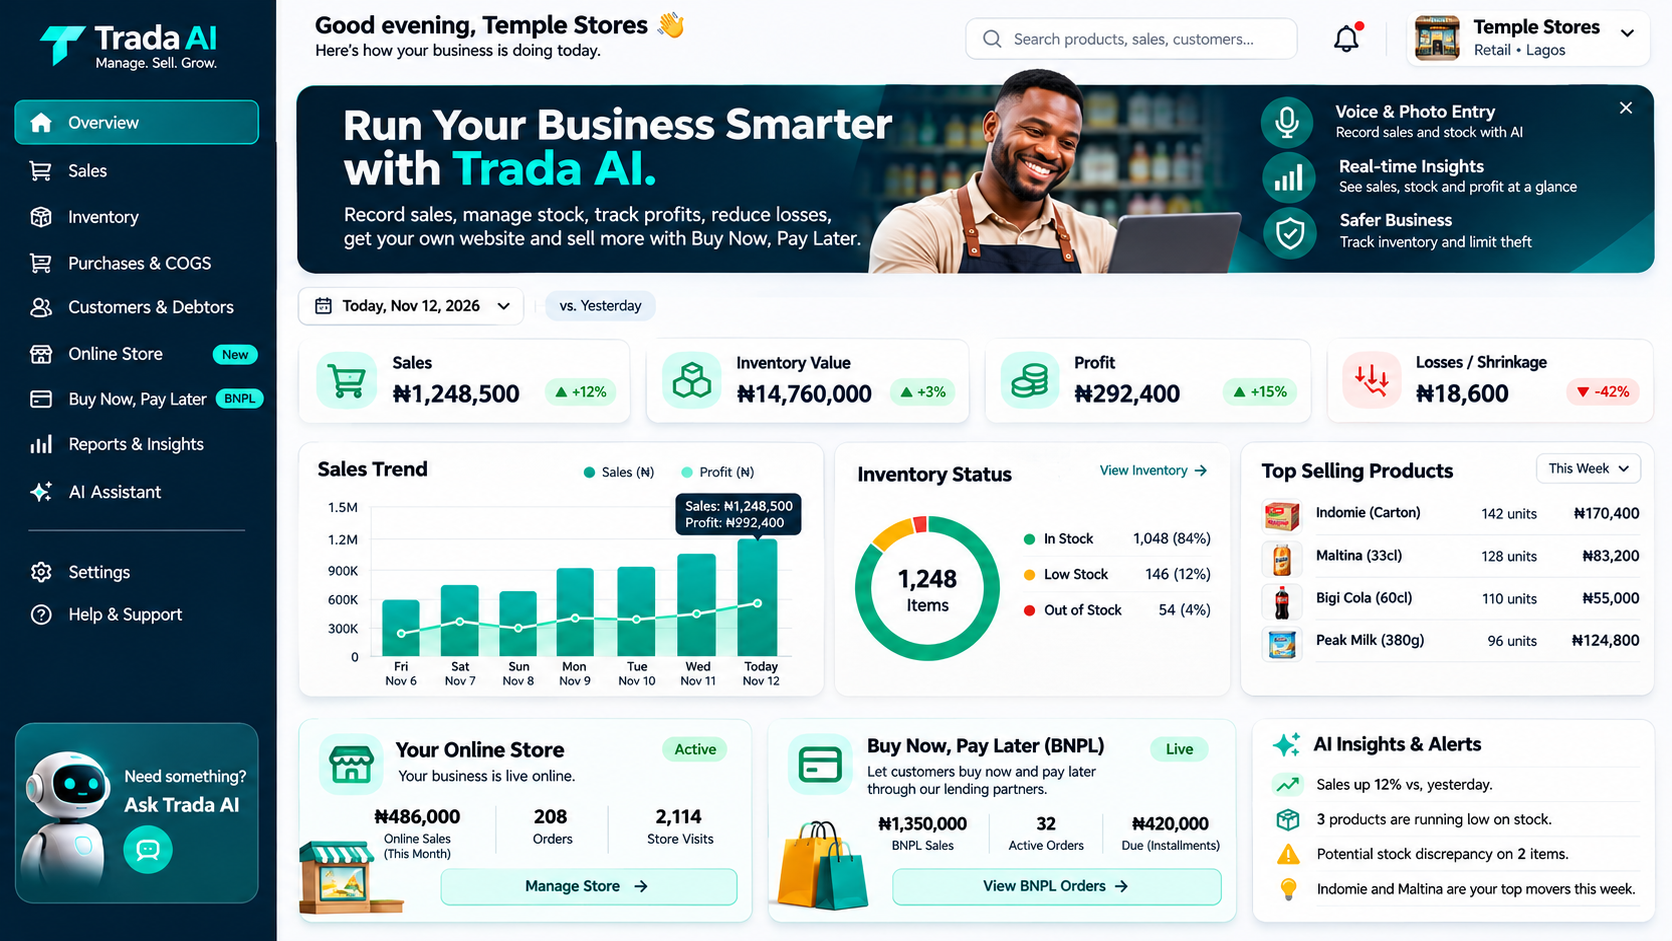 Trada AI
Manage. Sell. Grow.
Overview
Sales
Inventory
Purchases & COGS
Customers & Debtors
Online Store New
Buy Now, Pay Later BNPL
Reports & Insights
AI Assistant
Settings
Help & Support
Need something?
Ask Trada AI
Good evening, Temple Stores 👋
Here's how your business is doing today.
Search products, sales, customers...
Temple Stores
Retail • Lagos
Run Your Business Smarter
with Trada AI.
Record sales, manage stock, track profits, reduce losses,
get your own website and sell more with Buy Now, Pay Later.
Voice & Photo Entry
Record sales and stock with AI
Real-time Insights
See sales, stock and profit at a glance
Safer Business
Track inventory and limit theft
Today, Nov 12, 2026
vs. Yesterday
Sales
₦1,248,500 ▲ +12%
Inventory Value
₦14,760,000 ▲ +3%
Profit
₦292,400 ▲ +15%
Losses / Shrinkage
₦18,600 ▼ -42%
Sales Trend
Sales (₦) Profit (₦)
Sales: ₦1,248,500
Profit: ₦992,400
1.5M
1.2M
900K
600K
300K
0
Fri Sat Sun Mon Tue Wed Today
Nov 6 Nov 7 Nov 8 Nov 9 Nov 10 Nov 11 Nov 12
Inventory Status
View Inventory →
1,248
Items
In Stock 1,048 (84%)
Low Stock 146 (12%)
Out of Stock 54 (4%)
Top Selling Products
This Week
Indomie (Carton) 142 units ₦170,400
Maltina (33cl) 128 units ₦83,200
Bigi Cola (60cl) 110 units ₦55,000
Peak Milk (380g) 96 units ₦124,800
Your Online Store Active
Your business is live online.
₦486,000 208 2,114
Online Sales Orders Store Visits
(This Month)
Manage Store →
Buy Now, Pay Later (BNPL) Live
Let customers buy now and pay later
through our lending partners.
₦1,350,000 32 ₦420,000
BNPL Sales Active Orders Due (Installments)
View BNPL Orders →
AI Insights & Alerts
Sales up 12% vs, yesterday.
3 products are running low on stock.
Potential stock discrepancy on 2 items.
Indomie and Maltina are your top movers this week.